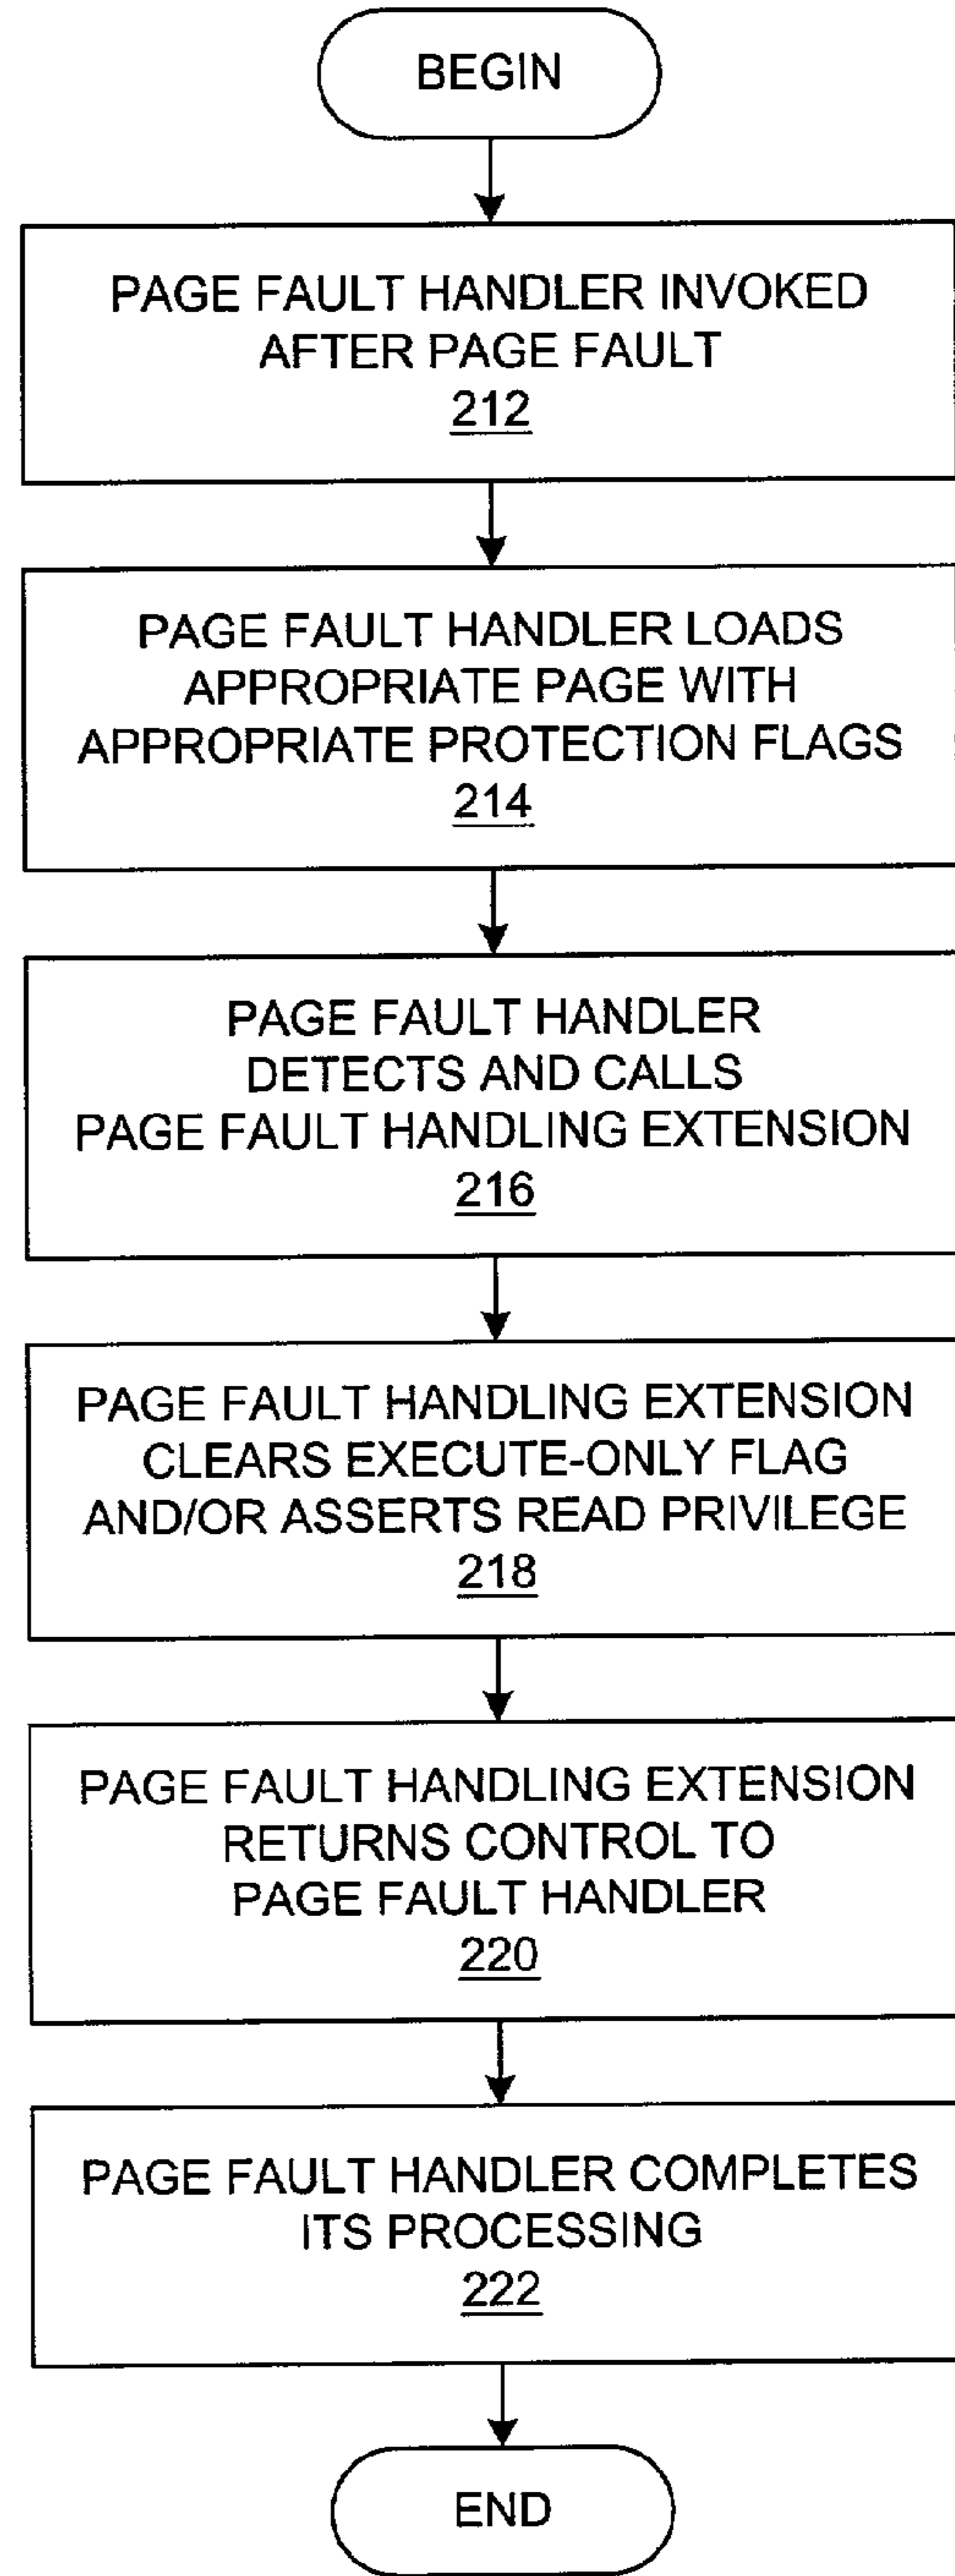 BEGIN
PAGE FAULT HANDLER INVOKED
AFTER PAGE FAULT
212
PAGE FAULT HANDLER LOADS
APPROPRIATE PAGE WITH
APPROPRIATE PROTECTION FLAGS
214
PAGE FAULT HANDLER
DETECTS AND CALLS
PAGE FAULT HANDLING EXTENSION
216
PAGE FAULT HANDLING EXTENSION
CLEARS EXECUTE-ONLY FLAG
AND/OR ASSERTS READ PRIVILEGE
218
PAGE FAULT HANDLING EXTENSION
RETURNS CONTROL TO
PAGE FAULT HANDLER
220
PAGE FAULT HANDLER COMPLETES
ITS PROCESSING
222
END